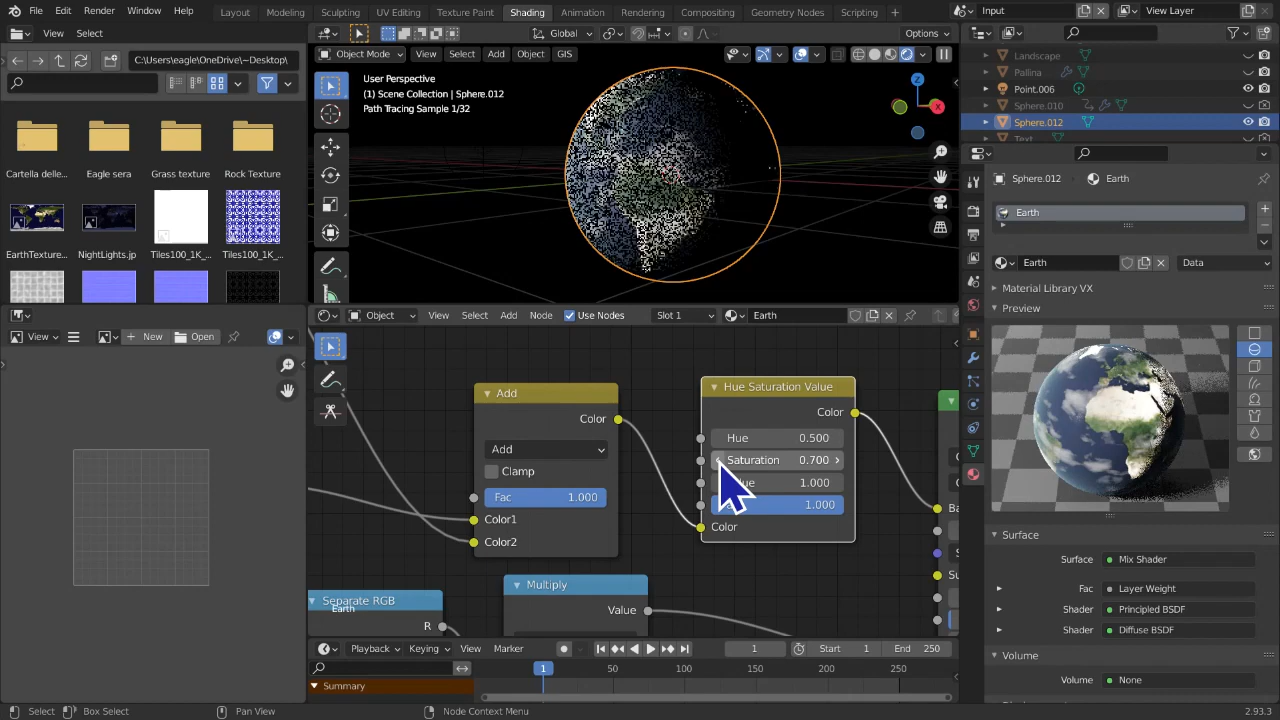 File Edit Render Window Help Layout Modeling Sculpting UV Editing Texture Paint Shading Animation Rendering Compositing Geometry Nodes Scripting + Input View Layer
View Select Global Options
C:\Users\eagle\OneDrive\~Desktop\
Object Mode View Select Add Object GIS
User Perspective
(1) Scene Collection | Sphere.012
Path Tracing Sample 1/32
Z
X
Landscape
Pallina
Point.006
Sphere.010
Sphere.012
Text
Cartella delle... Eagle sera Grass texture Rock Texture
EarthTexture... NightLights.jp Tiles100_1K_... Tiles100_1K_...
Sphere.012 Earth
Earth
Earth Data
Material Library VX
Preview
Object View Select Add Node Use Nodes Slot 1 Earth
View New Open
Add
Color
Add
Clamp
Fac 1.000
Color1
Color2
Hue Saturation Value
Color
Hue 0.500
Saturation 0.700
1.000
1.000
Color
Multiply
Value
Separate RGB
Earth
R
Surface
Surface Mix Shader
Fac Layer Weight
Shader Principled BSDF
Shader Diffuse BSDF
Volume
Volume None
Playback Keying View Marker 1 Start 1 End 250
1 50 100 150 200 250
Summary
Select Box Select Pan View Node Context Menu 2.93.3